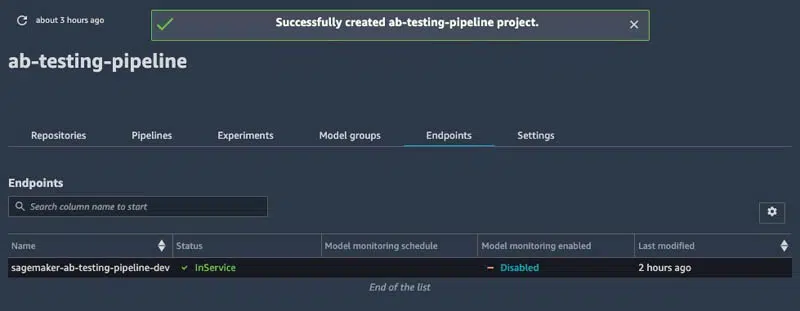 about 3 hours ago
Successfully created ab-testing-pipeline project.
ab-testing-pipeline
Repositories Pipelines Experiments Model groups Endpoints Settings
Endpoints
Search column name to start
Name Status Model monitoring schedule Model monitoring enabled Last modified
sagemaker-ab-testing-pipeline-dev InService Disabled 2 hours ago
End of the list